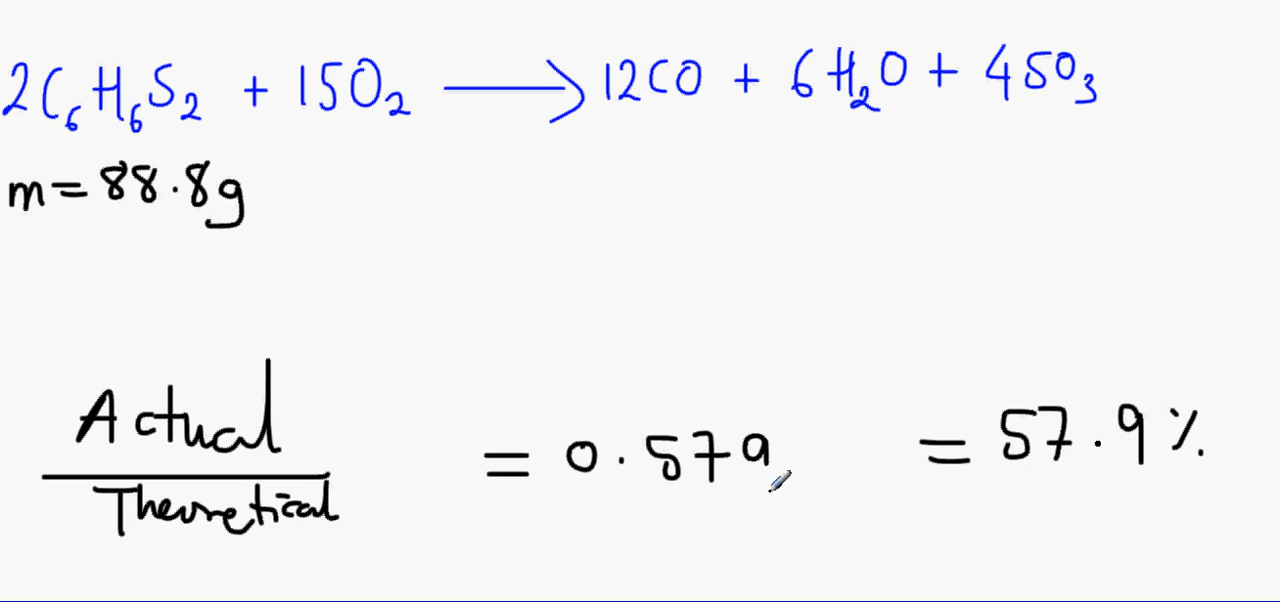 2C₆H₆S₂ + 15O₂ ⟶ 12CO + 6H₂O + 4SO₃
m = 88.8g
Actual
Theoretical
= 0.579 = 57.9%